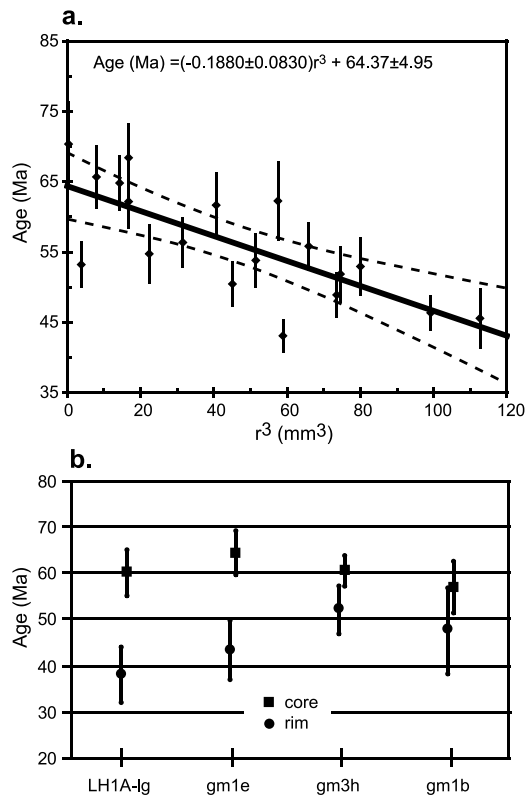 a.
85
75
65
55
45
35
Age (Ma)
Age (Ma) =(-0.1880±0.0830)r³ + 64.37±4.95
0 20 40 60 80 100 120
r³ (mm³)
b.
80
70
60
50
40
30
20
Age (Ma)
core
rim
LH1A-lg gm1e gm3h gm1b